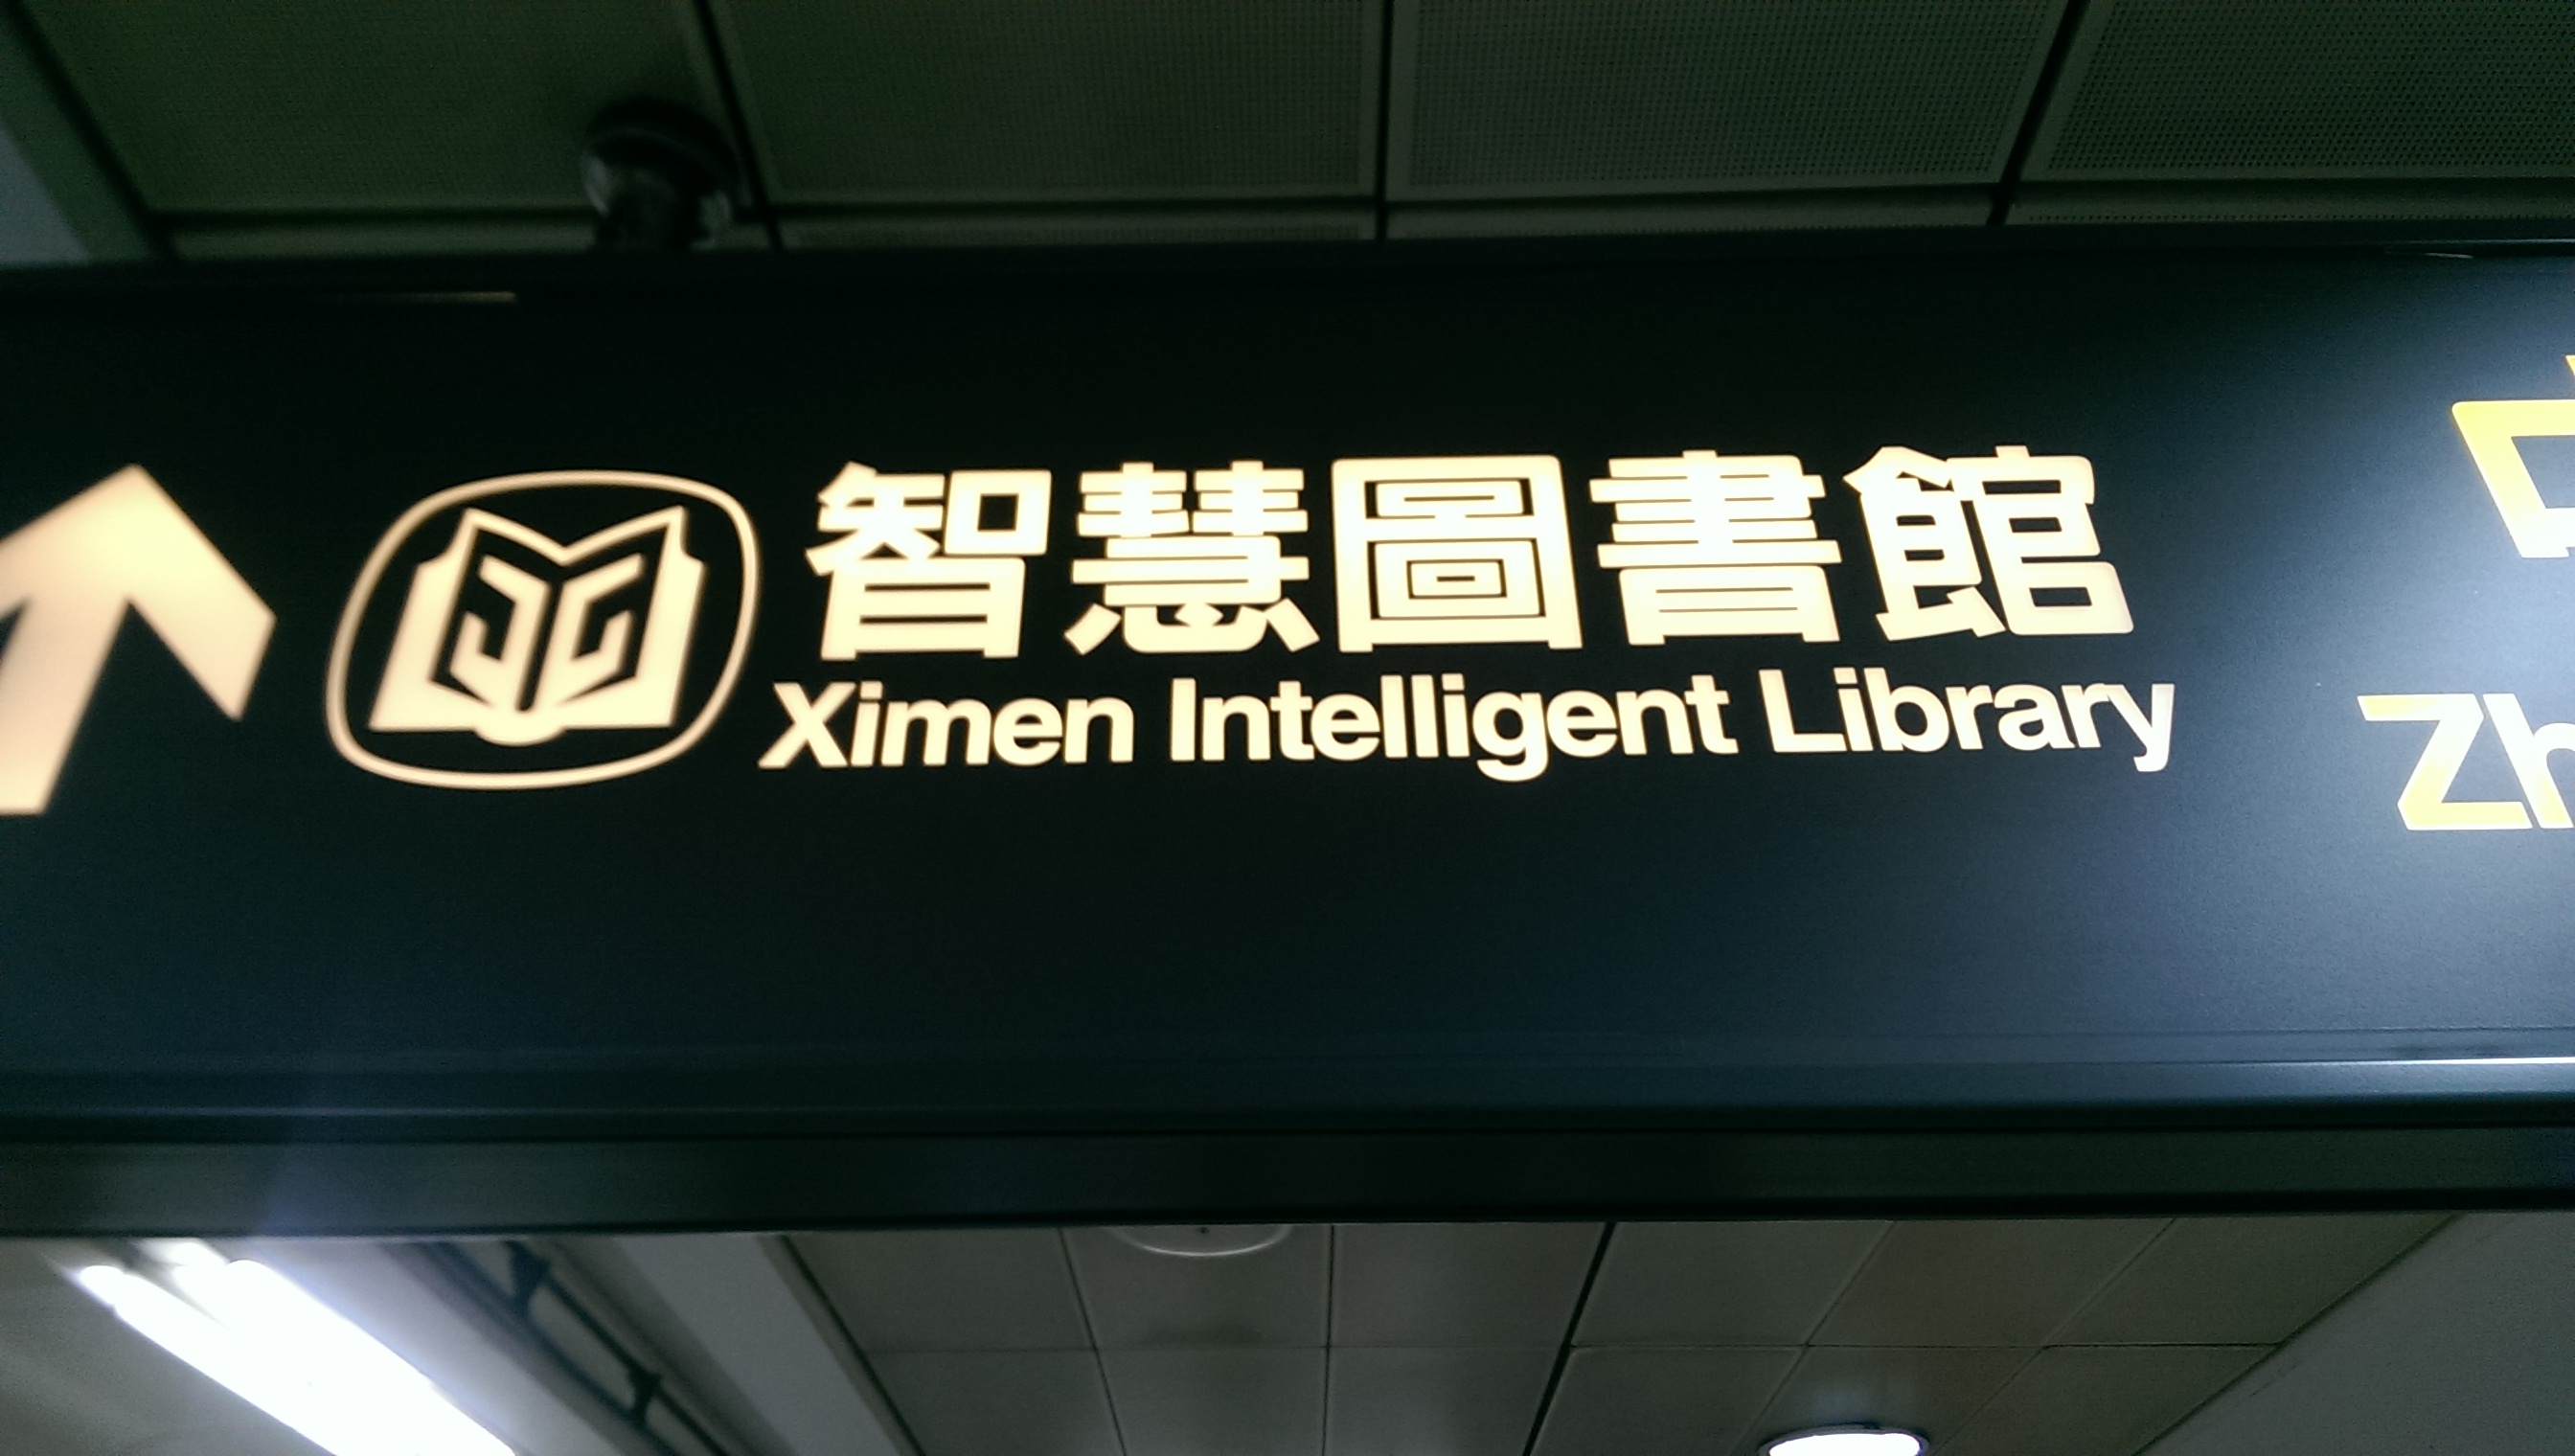 智慧圖書館
Ximen Intelligent Library